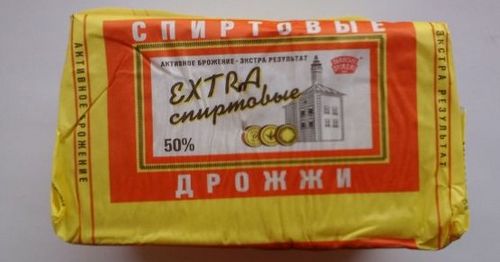 СПИРТОВЫЕ
АКТИВНОЕ БРОЖЕНИЕ - ЭКСТРА РЕЗУЛЬТАТ
EXTRA
спиртовые
50%
ДРОЖЖИ
АКТИВНОЕ БРОЖЕНИЕ
ЭКСТРА РЕЗУЛЬТАТ